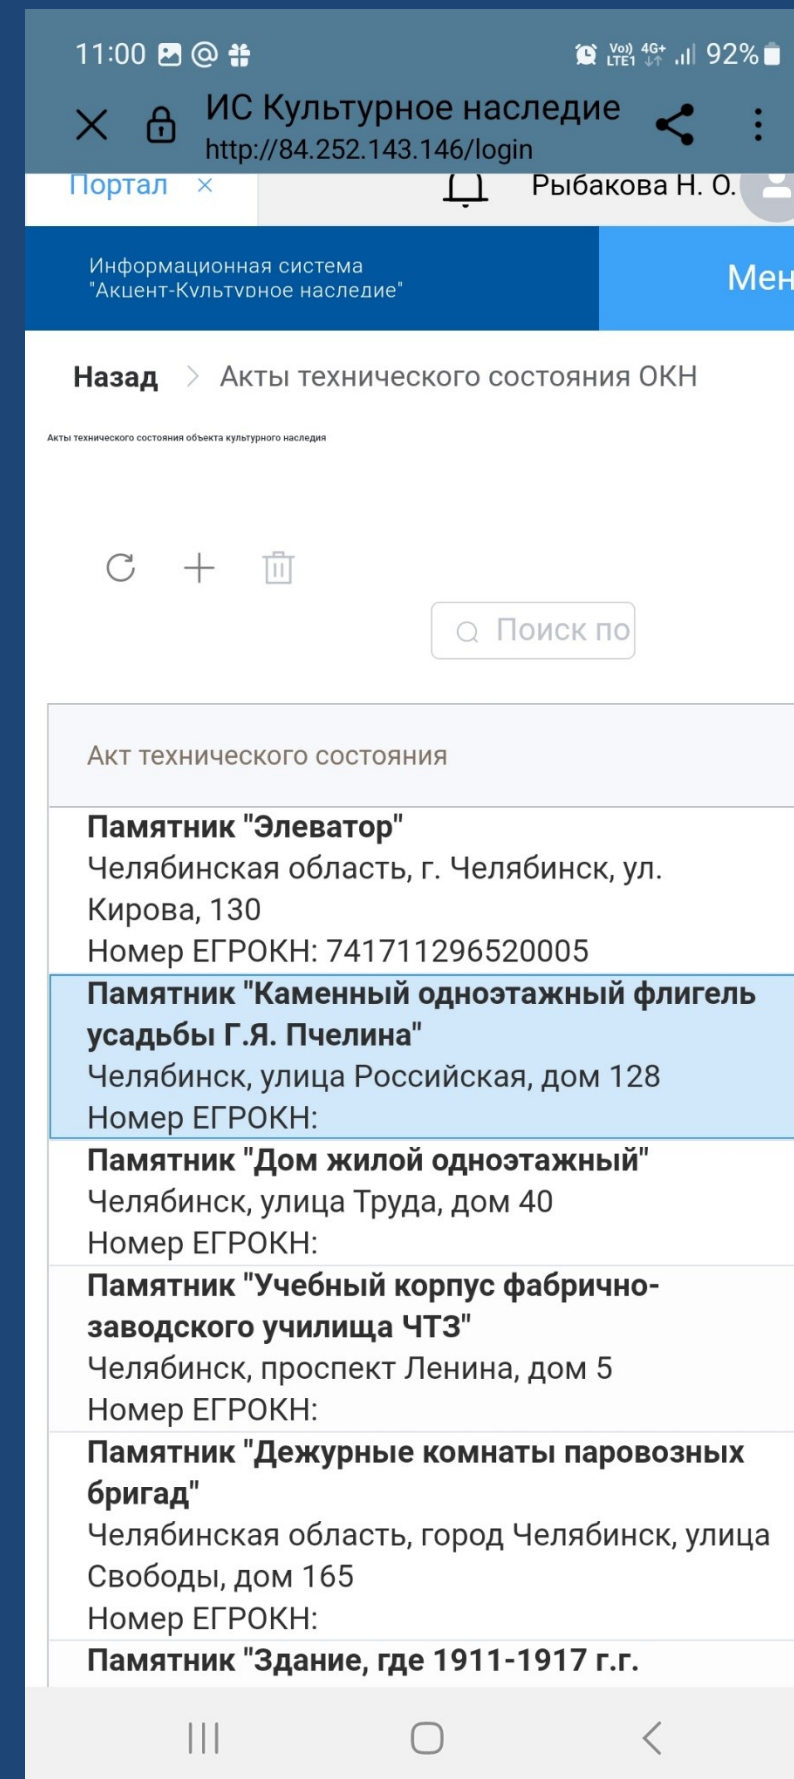 11:00
Vo)) 4G+
LTE1
92%
ИС Культурное наследие
http://84.252.143.146/login
Портал ×
Рыбакова Н. О.
Информационная система
"Акцент-Культурное наследие"
Мен
Назад > Акты технического состояния ОКН
Акты технического состояния объекта культурного наследия
Поиск по
Акт технического состояния
Памятник "Элеватор"
Челябинская область, г. Челябинск, ул.
Кирова, 130
Номер ЕГРОКН: 741711296520005
Памятник "Каменный одноэтажный флигель
усадьбы Г.Я. Пчелина"
Челябинск, улица Российская, дом 128
Номер ЕГРОКН:
Памятник "Дом жилой одноэтажный"
Челябинск, улица Труда, дом 40
Номер ЕГРОКН:
Памятник "Учебный корпус фабрично-
заводского училища ЧТЗ"
Челябинск, проспект Ленина, дом 5
Номер ЕГРОКН:
Памятник "Дежурные комнаты паровозных
бригад"
Челябинская область, город Челябинск, улица
Свободы, дом 165
Номер ЕГРОКН:
Памятник "Здание, где 1911-1917 г.г.